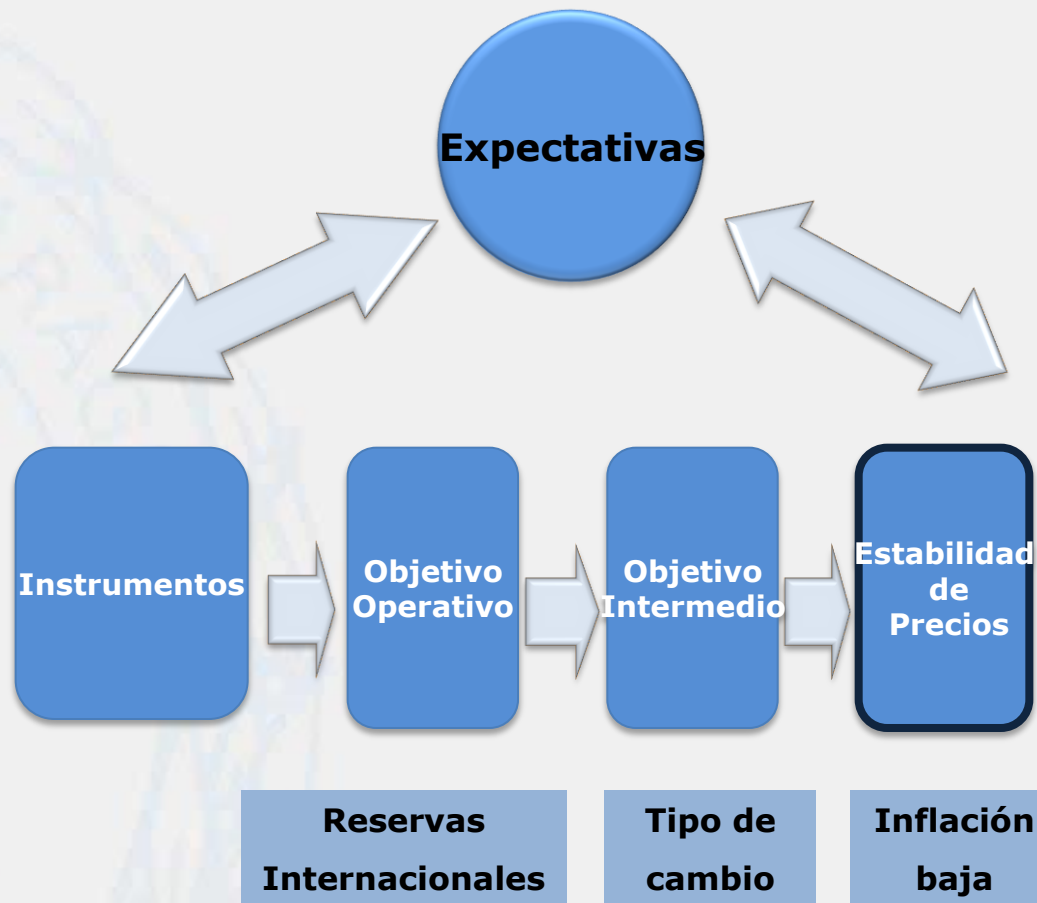 Expectativas
Instrumentos
Objetivo
Operativo
Objetivo
Intermedio
Estabilidad
de
Precios
Reservas
Internacionales
Tipo de
cambio
Inflación
baja